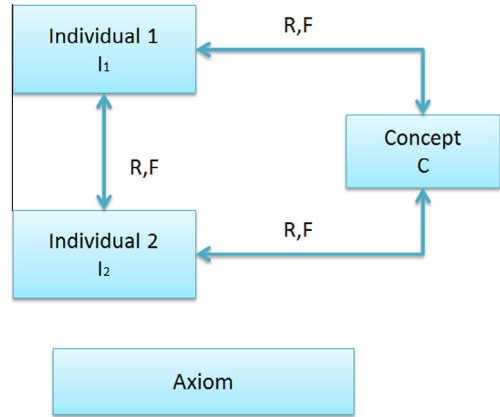 Individual 1
I₁
R,F
Concept
C
R,F
Individual 2
I₂
R,F
Axiom